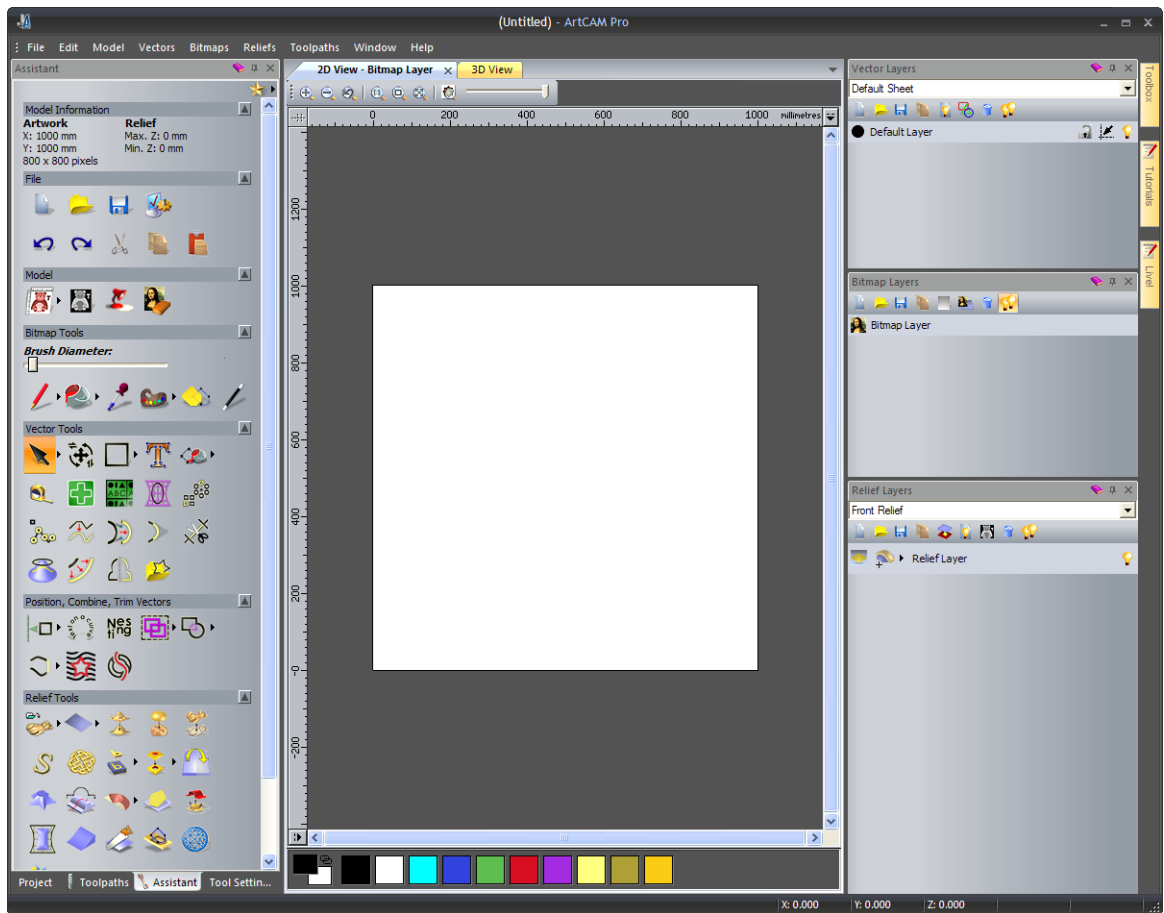 (Untitled) - ArtCAM Pro
File Edit Model Vectors Bitmaps Reliefs Toolpaths Window Help
Assistant
Model Information
Artwork Relief
X: 1000 mm Max. Z: 0 mm
Y: 1000 mm Min. Z: 0 mm
800 x 800 pixels
File
Model
Bitmap Tools
Brush Diameter:
Vector Tools
ABC
Position, Combine, Trim Vectors
Nes
ting
Relief Tools
Project Toolpaths Assistant Tool Settin...
2D View - Bitmap Layer 3D View
0 200 400 600 800 1000 millimetres
1200
1000
800
600
400
200
-0
-200
Vector Layers
Default Sheet
Default Layer
Bitmap Layers
Bitmap Layer
Relief Layers
Front Relief
Relief Layer
Toolbox
Tutorials
Live!
X: 0.000 Y: 0.000 Z: 0.000